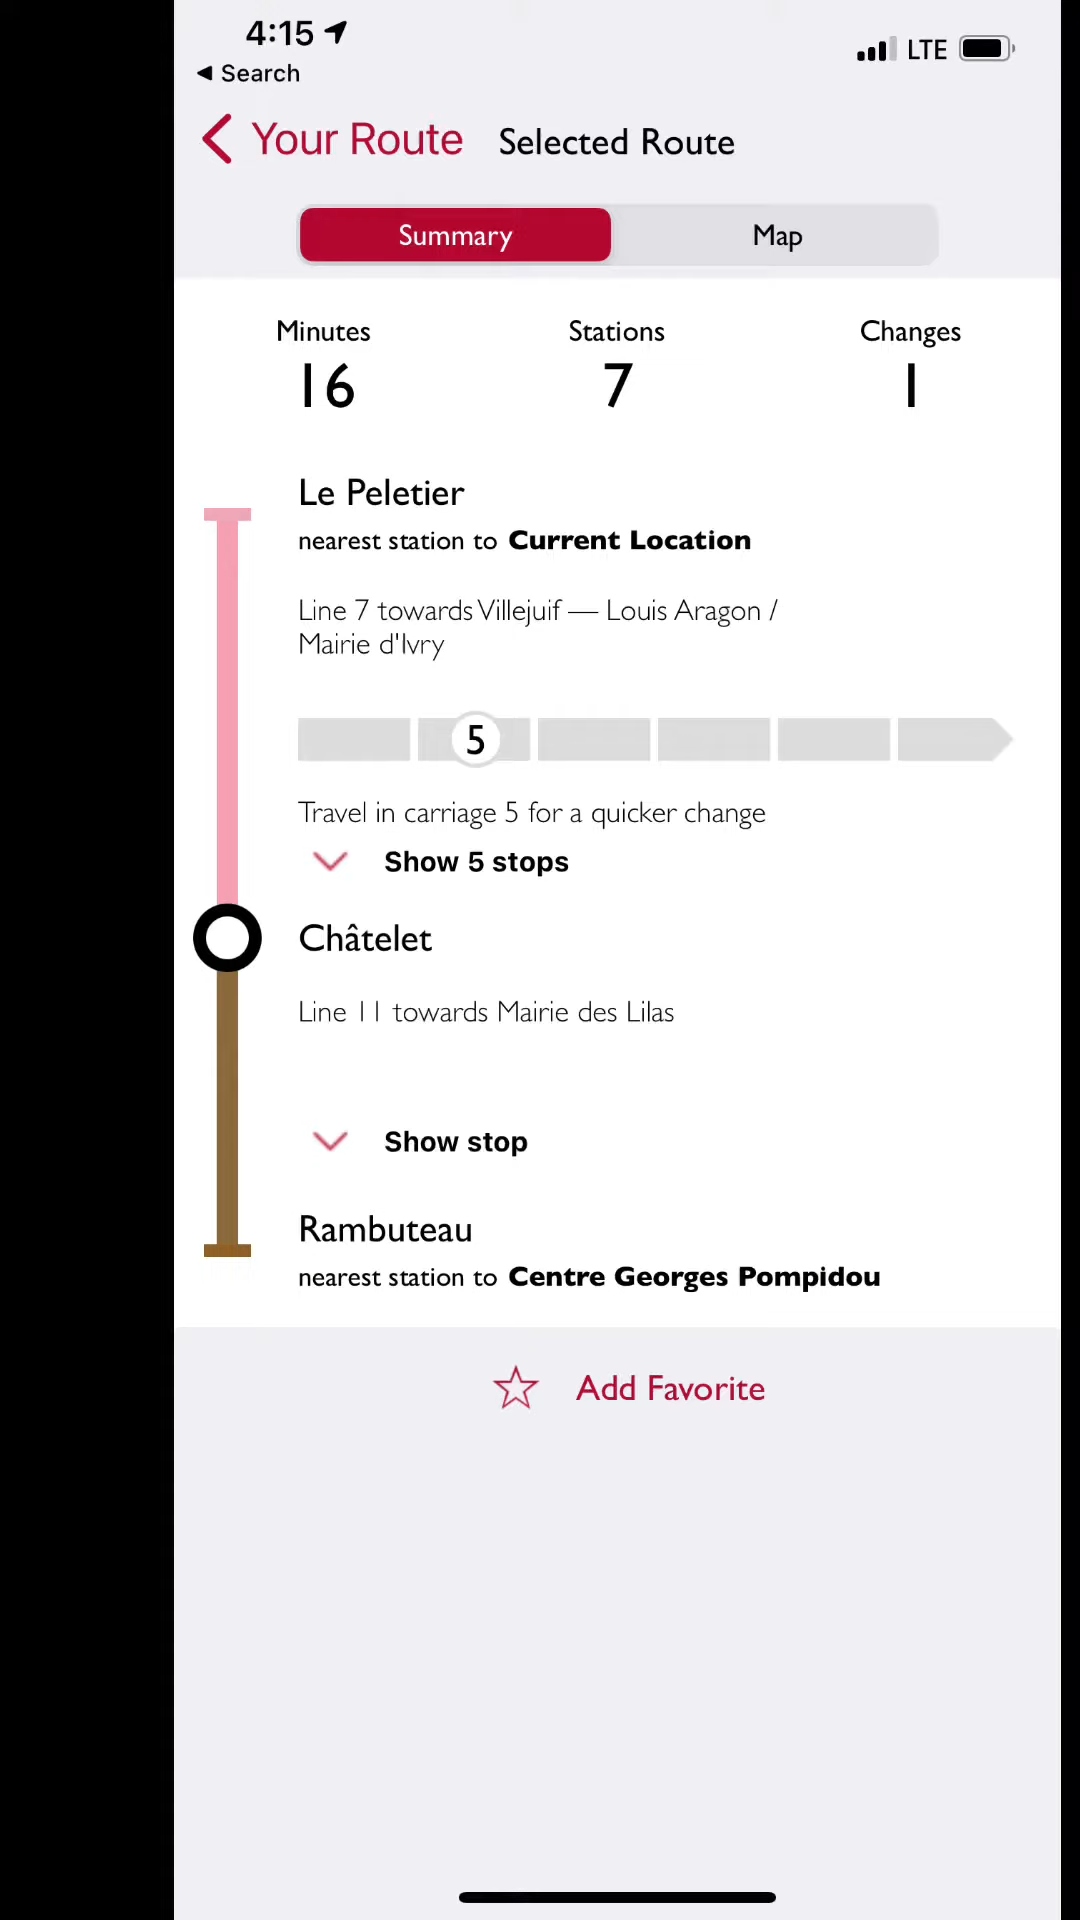 4:15
◀ Search
LTE
Your Route
Selected Route
Summary
Map
Minutes
Stations
Changes
16
7
1
Le Peletier
nearest station to Current Location
Line 7 towards Villejuif — Louis Aragon /
Mairie d'Ivry
5
Travel in carriage 5 for a quicker change
Show 5 stops
Châtelet
Line 11 towards Mairie des Lilas
Show stop
Rambuteau
nearest station to Centre Georges Pompidou
Add Favorite